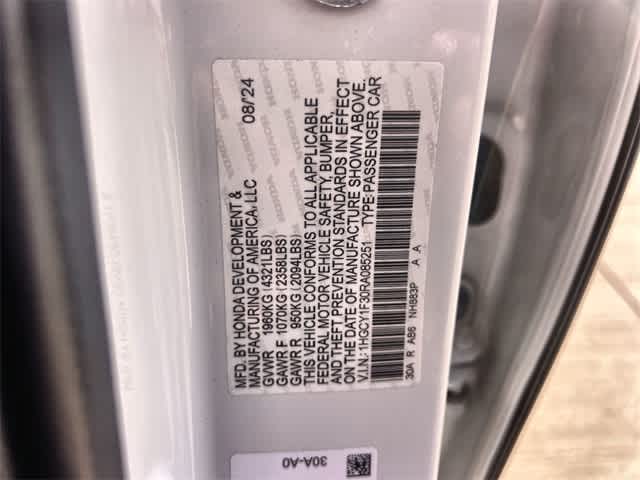 MFD. BY HONDA DEVELOPMENT & 08/24
MANUFACTURING OF AMERICA, LLC
GVWR 1960KG (4321LBS)
GAWR F 1070KG (2358LBS)
GAWR R 950KG (2094LBS)
THIS VEHICLE CONFORMS TO ALL APPLICABLE
FEDERAL MOTOR VEHICLE SAFETY, BUMPER,
AND THEFT PREVENTION STANDARDS IN EFFECT
ON THE DATE OF MANUFACTURE SHOWN ABOVE.
V.I.N.: 1HGCY1F30RA085251 TYPE: PASSENGER CAR
30A R AB6 NH883P A A
30A-A0